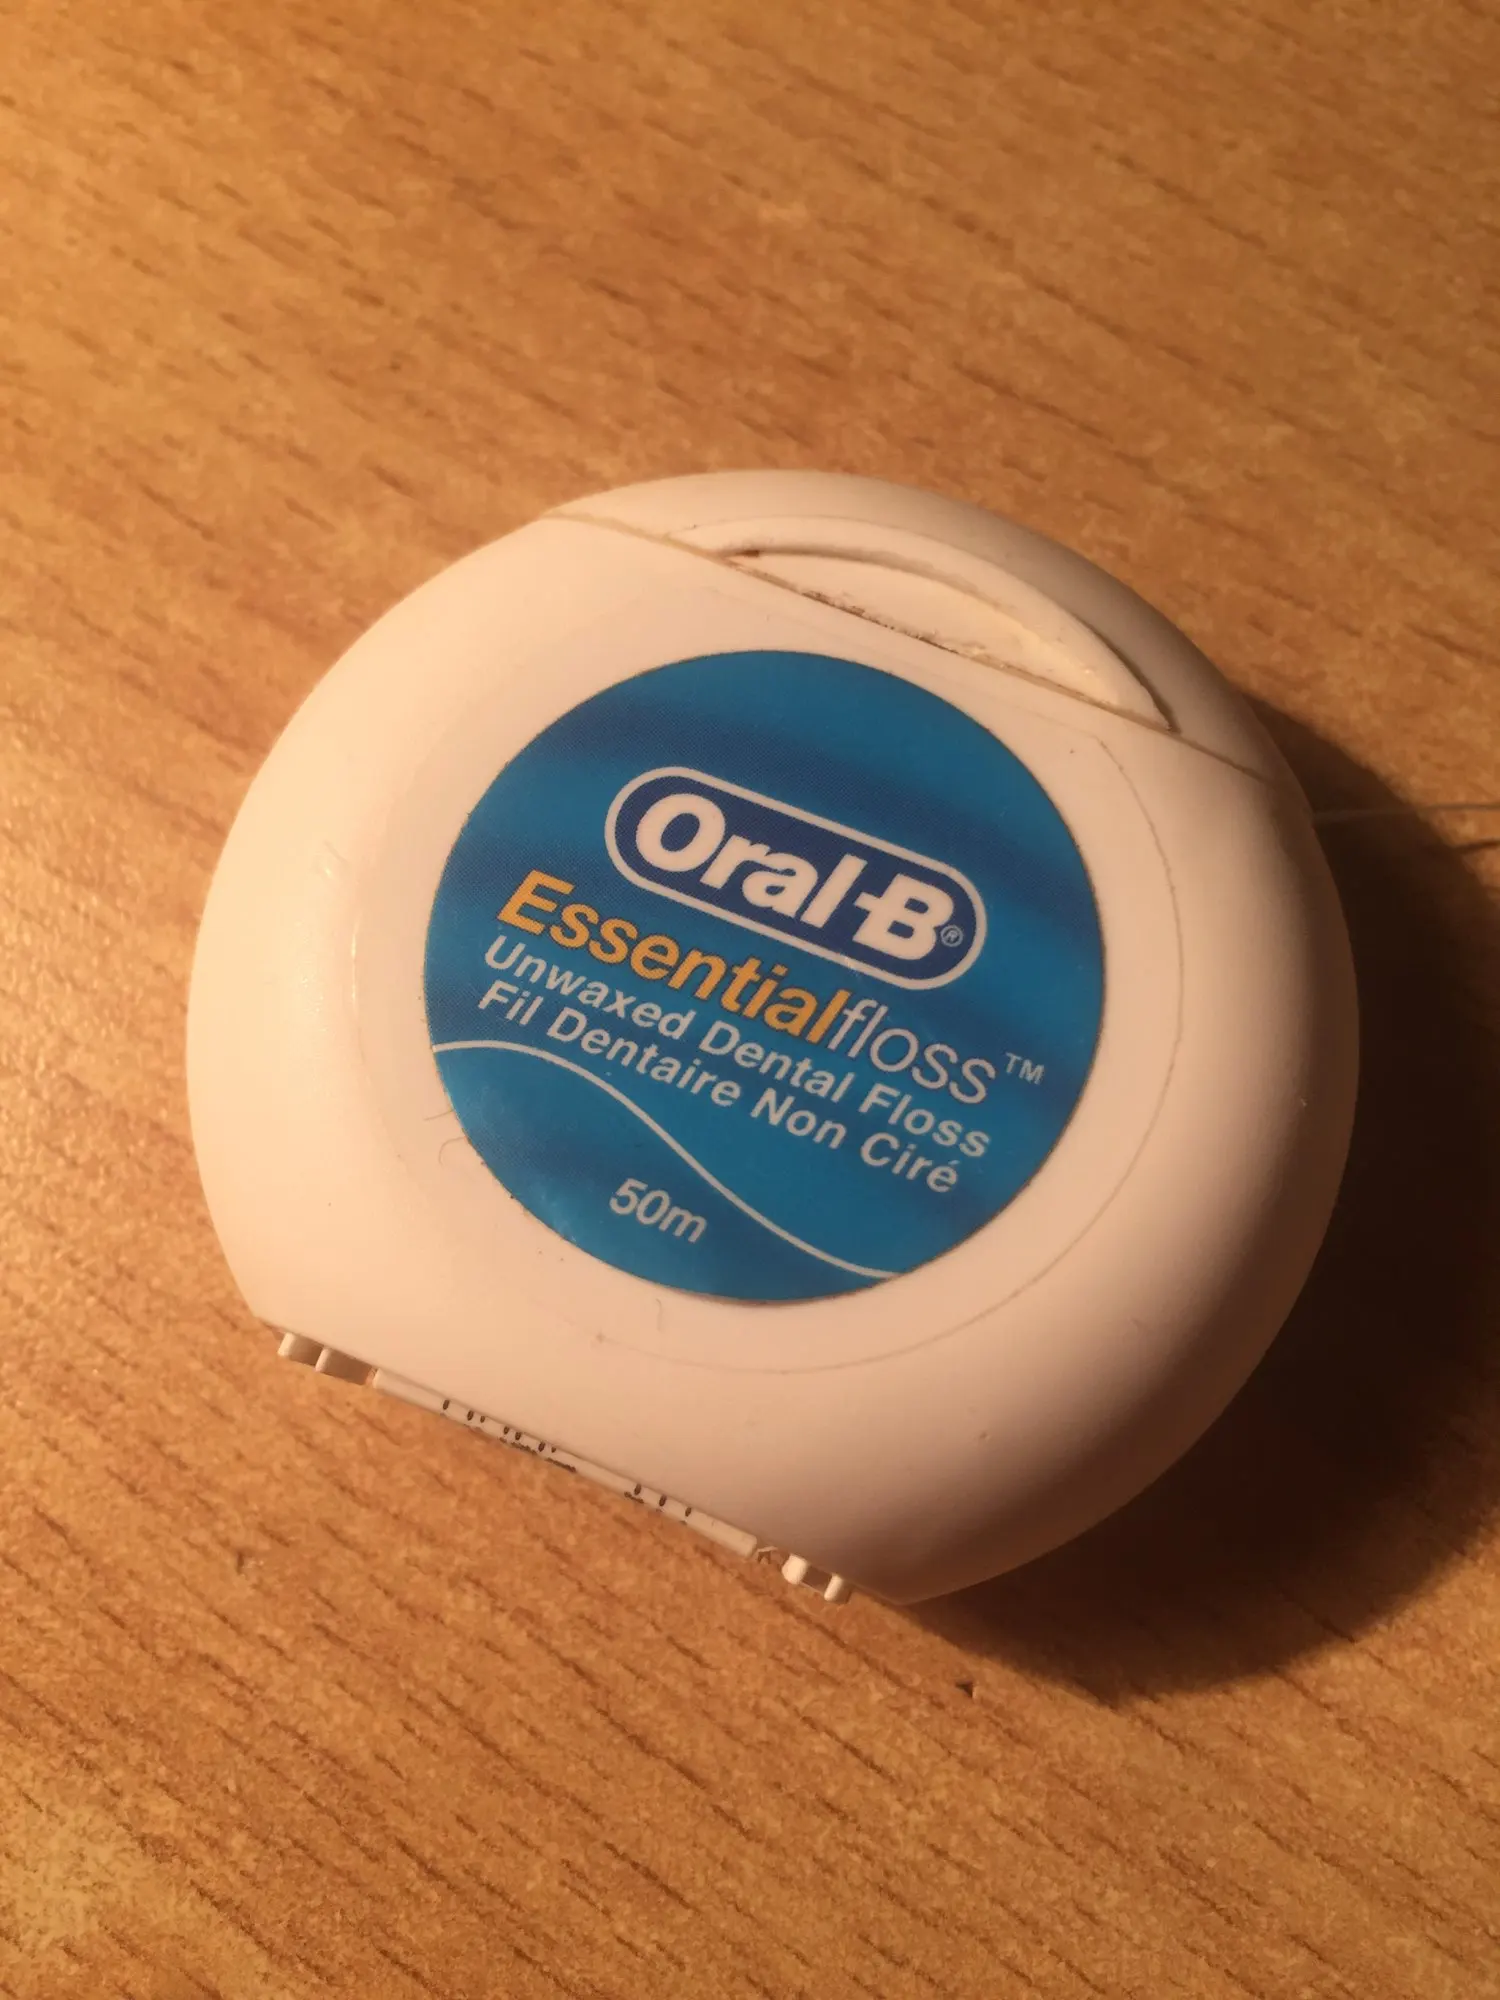 Oral-B®
Essentialfloss™
Unwaxed Dental Floss
Fil Dentaire Non Ciré
50m